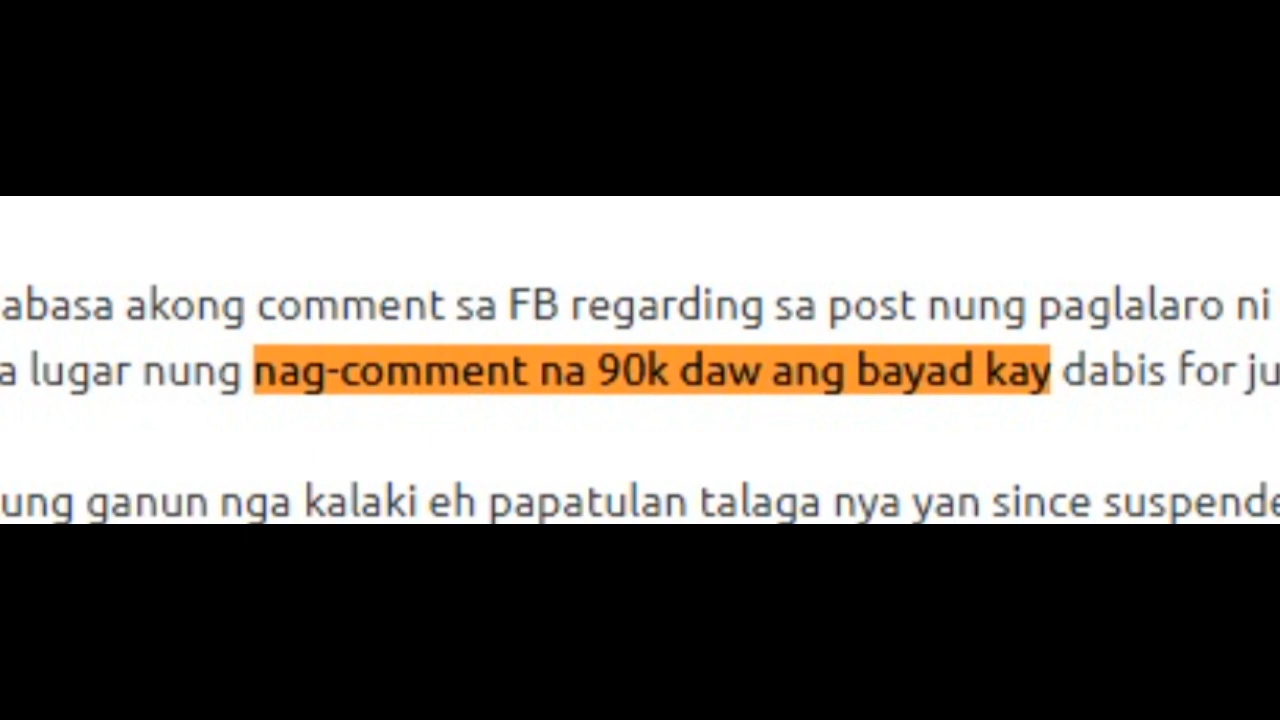 abasa akong comment sa FB regarding sa post nung paglalaro ni
a lugar nung nag-comment na 90k daw ang bayad kay dabis for ju
ung ganun nga kalaki eh papatulan talaga nya yan since suspende